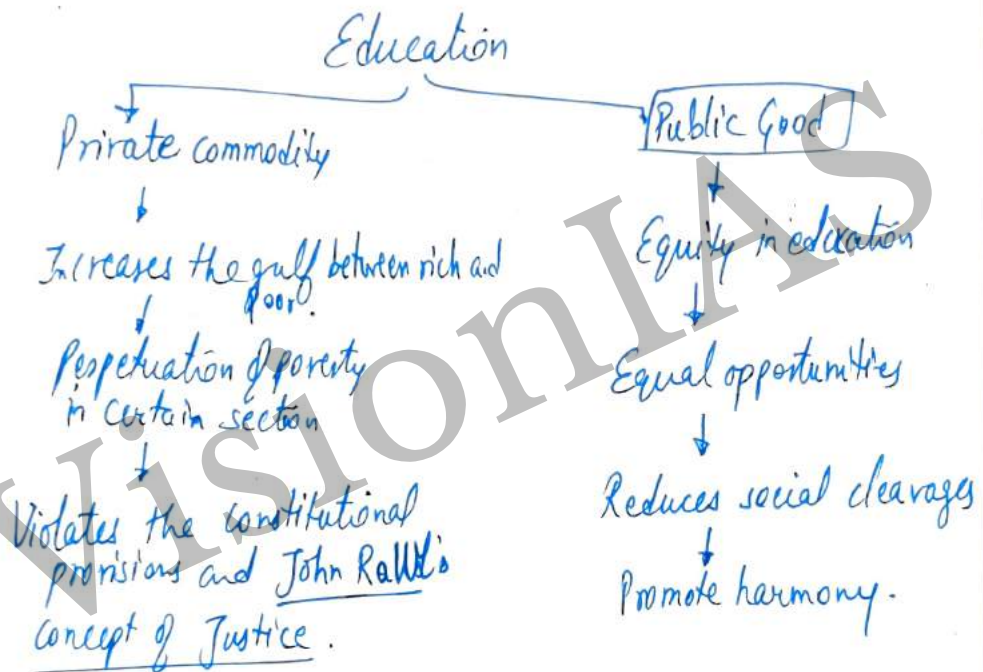 Education
Private commodity
Increases the gulf between rich and
poor.
Perpetuation of poverty
in certain section
Violates the constitutional
provisions and John Rawl's
concept of Justice.
Public Good
Equity in education
Equal opportunities
Reduces social cleavages
Promote harmony.
VisionIAS